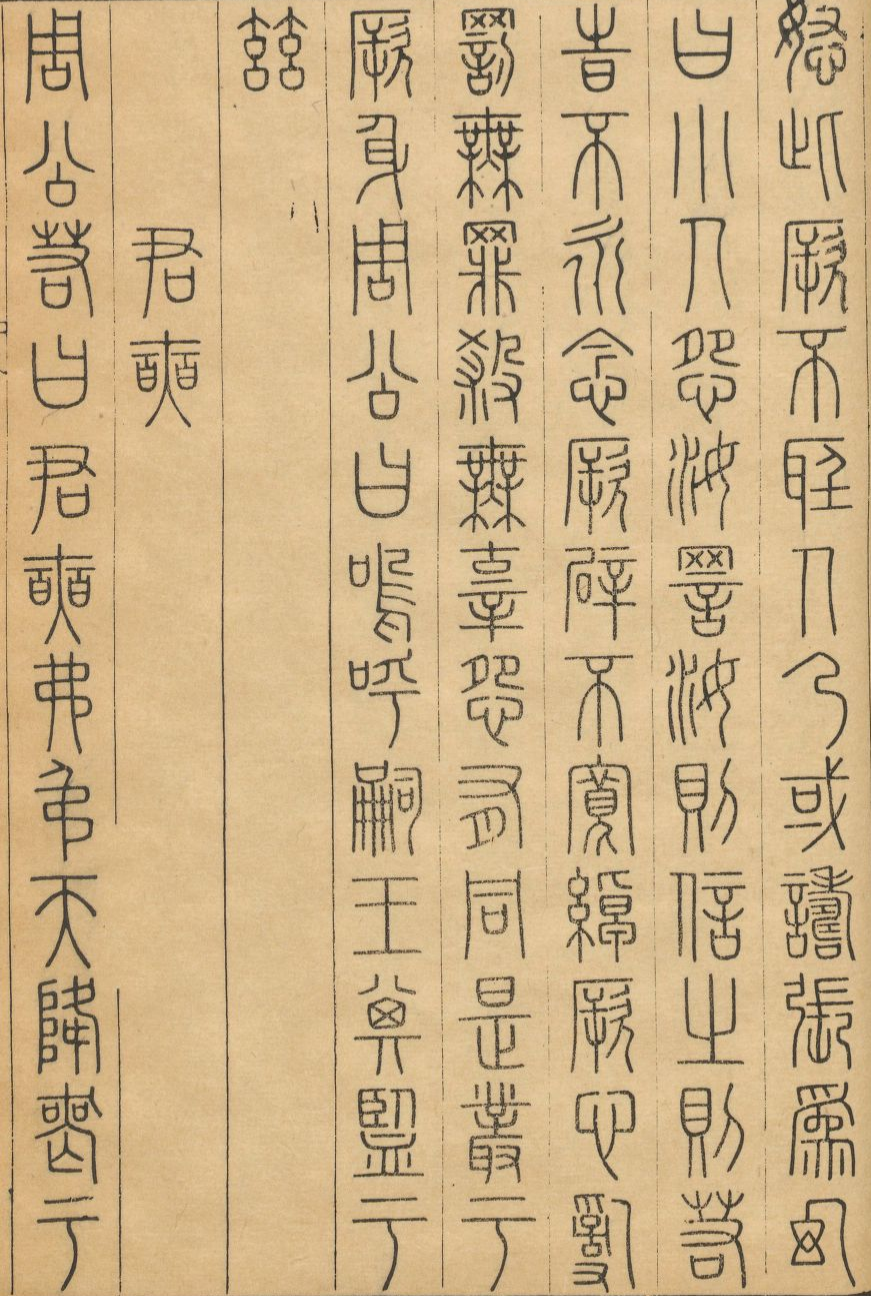 怒此厥不聽人乃或譸張爲幻
曰小人怨汝詈汝則信之則若
時不永念厥辟不寬綽厥心亂
罰無罪殺無辜怨有同是叢于
厥身周公曰嗚呼嗣王其監于
茲
君奭
周公若曰君奭弗弔天降喪于